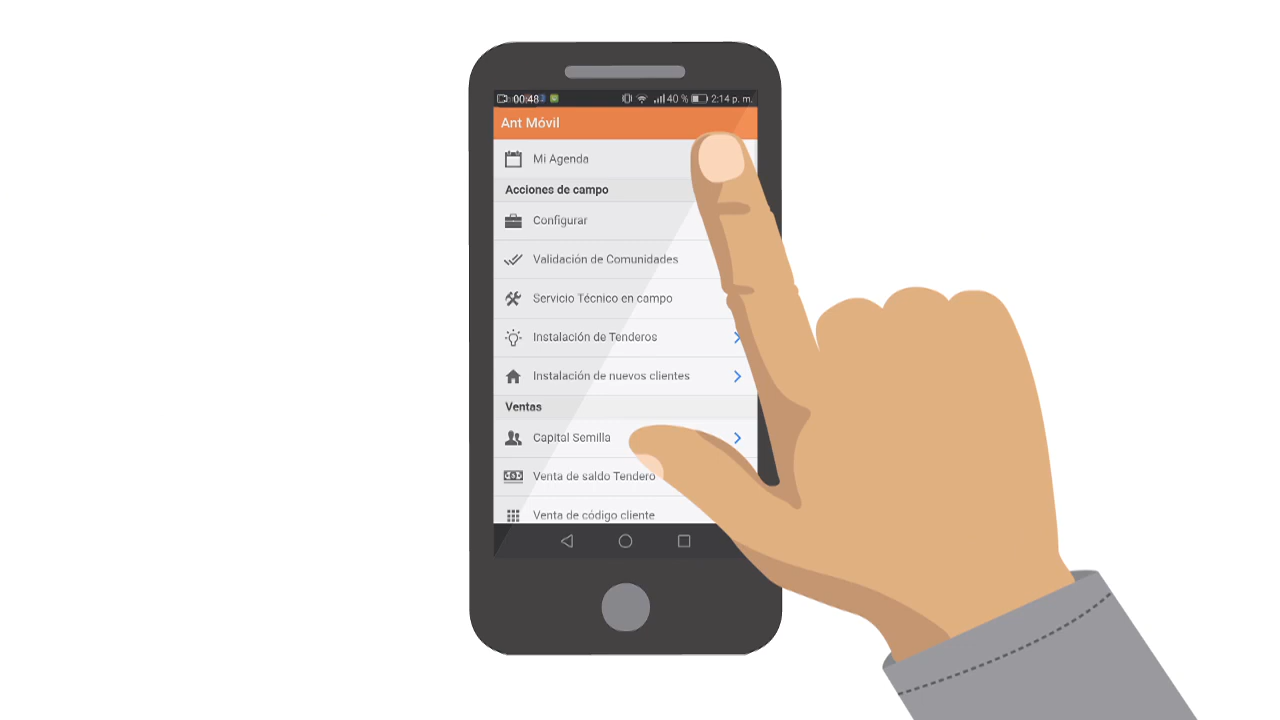 00:48 40 % 2:14 p. m.
Ant Móvil
Mi Agenda
Acciones de campo
Configurar
Validación de Comunidades
Servicio Técnico en campo
Instalación de Tenderos
Instalación de nuevos clientes
Ventas
Capital Semilla
Venta de saldo Tendero
Venta de código cliente